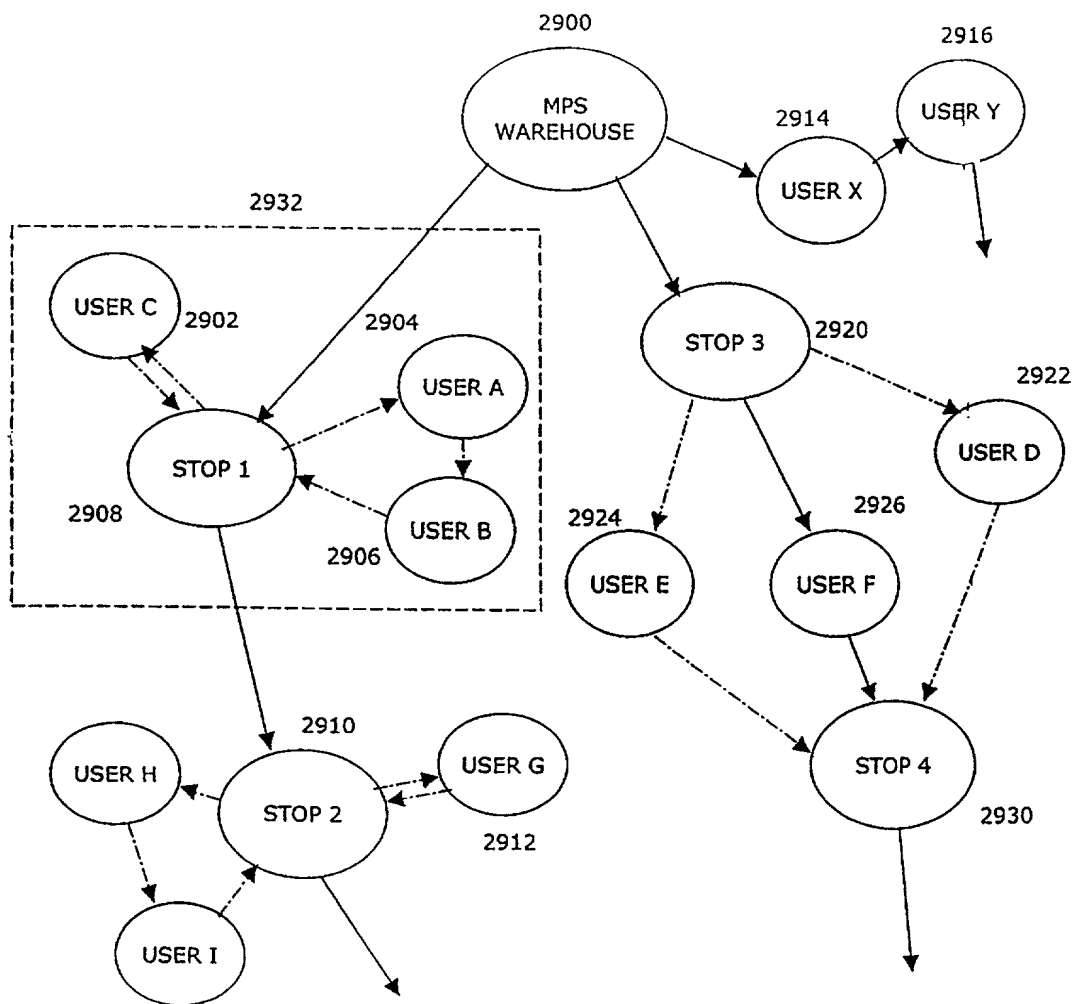 2900
MPS
WAREHOUSE
2916
USER Y
2914
USER X
2932
USER C
2902
2904
USER A
STOP 3
2920
2922
STOP 1
USER D
2908
USER B
2906
2924
2926
USER E
USER F
2910
USER H
USER G
STOP 2
2912
STOP 4
2930
USER I